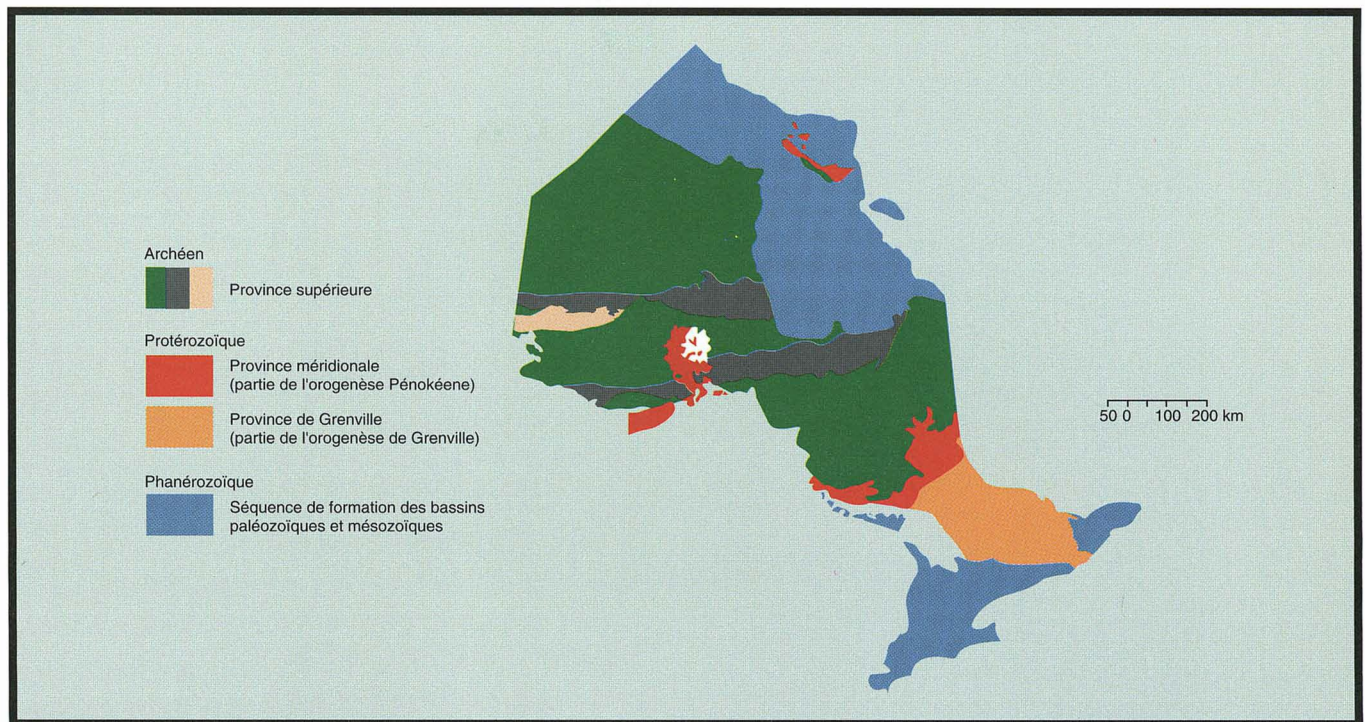 Archéen
Province supérieure
Protérozoïque
Province méridionale
(partie de l'orogenèse Pénokéene)
Province de Grenville
(partie de l'orogenèse de Grenville)
Phanérozoïque
Séquence de formation des bassins
paléozoïques et mésozoïques
50 0 100 200 km